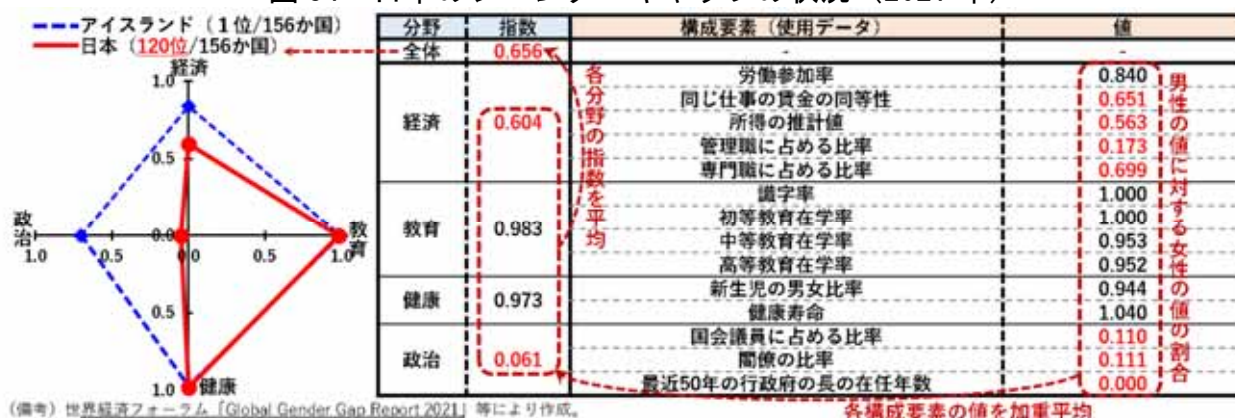 アイスランド（１位/156か国）
日本（120位/156か国）
経済
1.0
0.5
政治
1.0
0.5
0.0
0.0
0.5
1.0
教育
0.5
1.0
健康
分野 指数 構成要素（使用データ） 値
全体 0.656 - -
経済 0.604
労働参加率 0.840
同じ仕事の賃金の同等性 0.651
所得の推計値 0.563
管理職に占める比率 0.173
専門職に占める比率 0.699
教育 0.983
識字率 1.000
初等教育在学率 1.000
中等教育在学率 0.953
高等教育在学率 0.952
健康 0.973
新生児の男女比率 0.944
健康寿命 1.040
政治 0.061
国会議員に占める比率 0.110
閣僚の比率 0.111
最近50年の行政府の長の在任年数 0.000
各分野の指数を平均
男性の値に対する女性の値の割合
各構成要素の値を加重平均
（備考）世界経済フォーラム「Global Gender Gap Report 2021」等により作成。